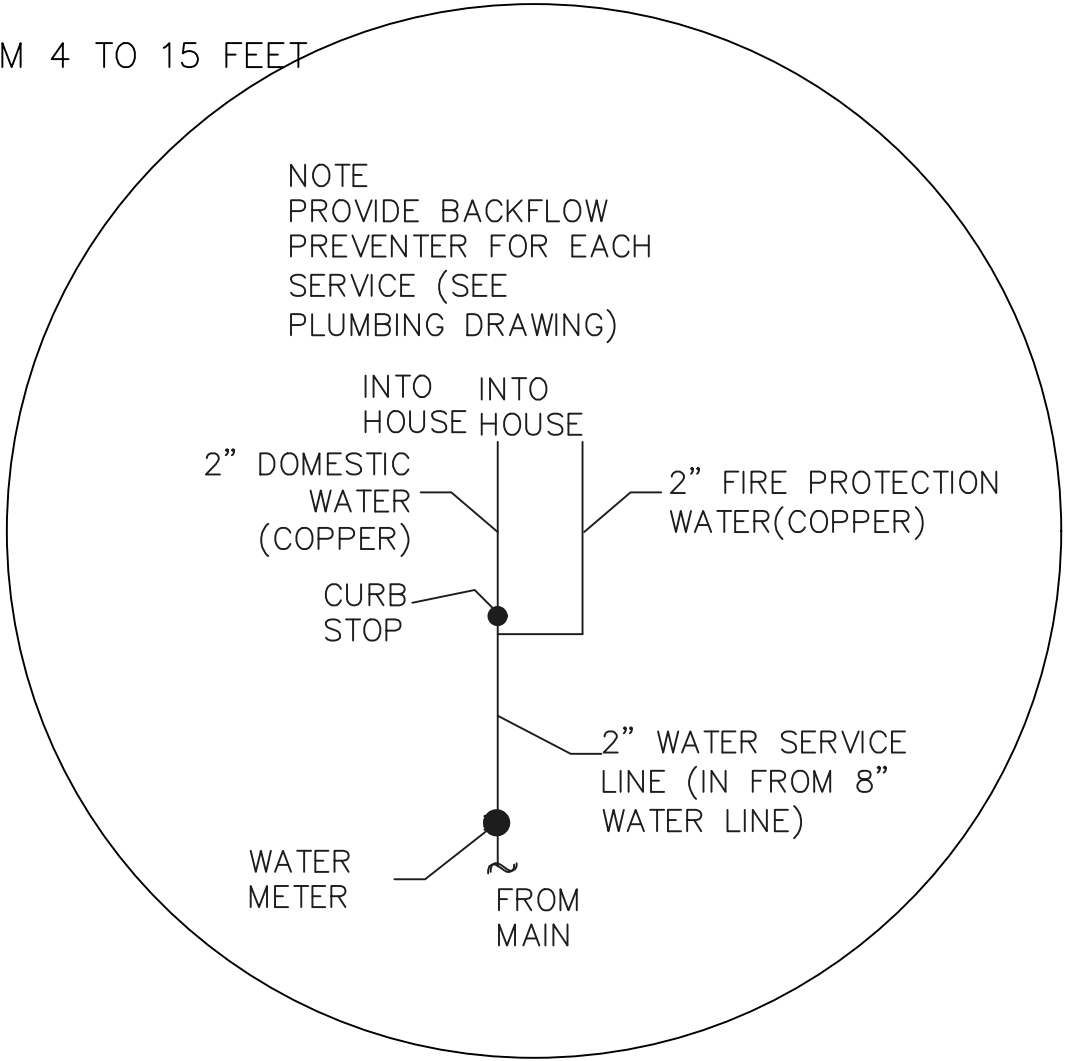 M 4 TO 15 FEET
NOTE
PROVIDE BACKFLOW
PREVENTER FOR EACH
SERVICE (SEE
PLUMBING DRAWING)
INTO
HOUSE
INTO
HOUSE
2” DOMESTIC
WATER
(COPPER)
2” FIRE PROTECTION
WATER(COPPER)
CURB
STOP
2” WATER SERVICE
LINE (IN FROM 8”
WATER LINE)
WATER
METER
FROM
MAIN